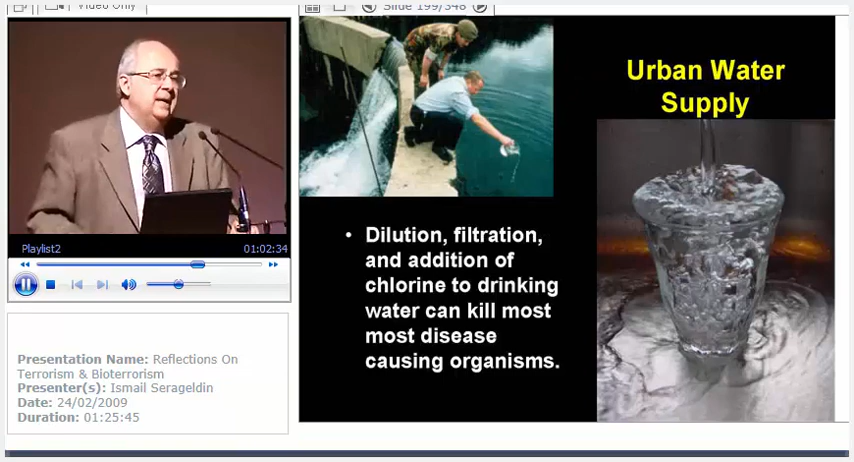 Video Only
Slide 199/348
Urban Water
Supply
• Dilution, filtration,
and addition of
chlorine to drinking
water can kill most
most disease
causing organisms.
Playlist2
01:02:34
Presentation Name: Reflections On
Terrorism & Bioterrorism
Presenter(s): Ismail Serageldin
Date: 24/02/2009
Duration: 01:25:45